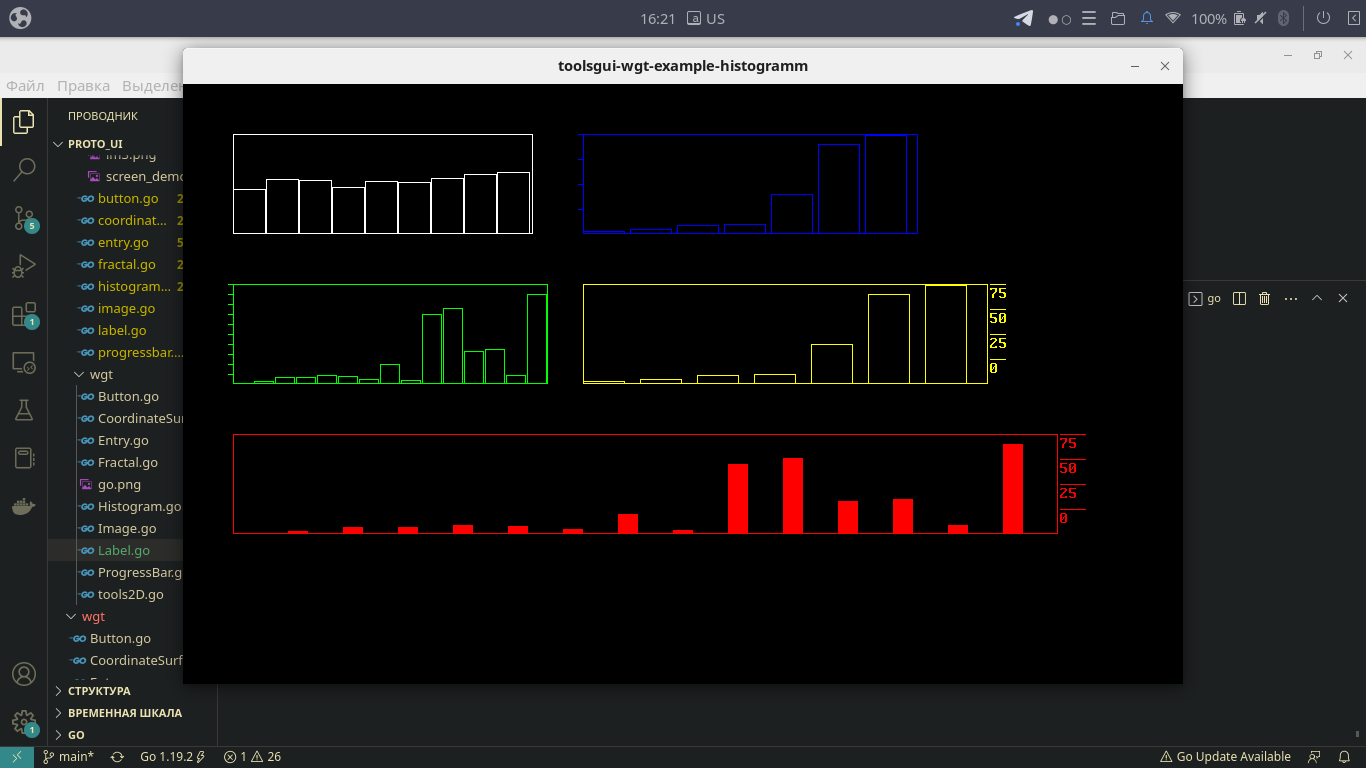 16:21 a US
100%
toolsgui-wgt-example-histogramm
Файл Правка Выделен
ПРОВОДНИК
PROTO_UI
screen_demo
button.go 2
coordinat... 2
entry.go 5
fractal.go 2
histogram... 2
image.go
label.go
progressbar....
wgt
Button.go
CoordinateSur
Entry.go
Fractal.go
go.png
Histogram.go
Image.go
Label.go
ProgressBar.g
tools2D.go
wgt
Button.go
CoordinateSurf
СТРУКТУРА
ВРЕМЕННАЯ ШКАЛА
GO
5
1
1
go
75
50
25
0
75
50
25
0
main* Go 1.19.2 1 26 Go Update Available